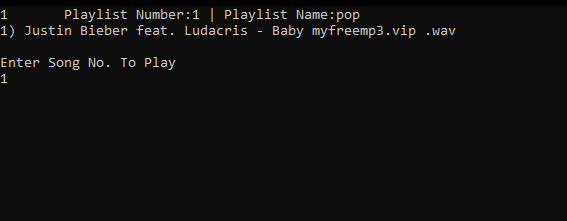 1 Playlist Number:1 | Playlist Name:pop
1) Justin Bieber feat. Ludacris - Baby myfreemp3.vip .wav
Enter Song No. To Play
1